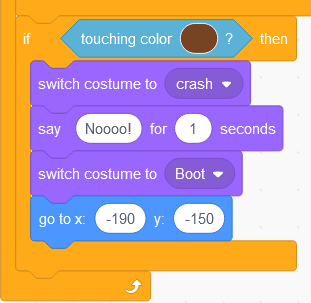 if touching color ? then
switch costume to crash
say Noooo! for 1 seconds
switch costume to Boot
go to x: -190 y: -150